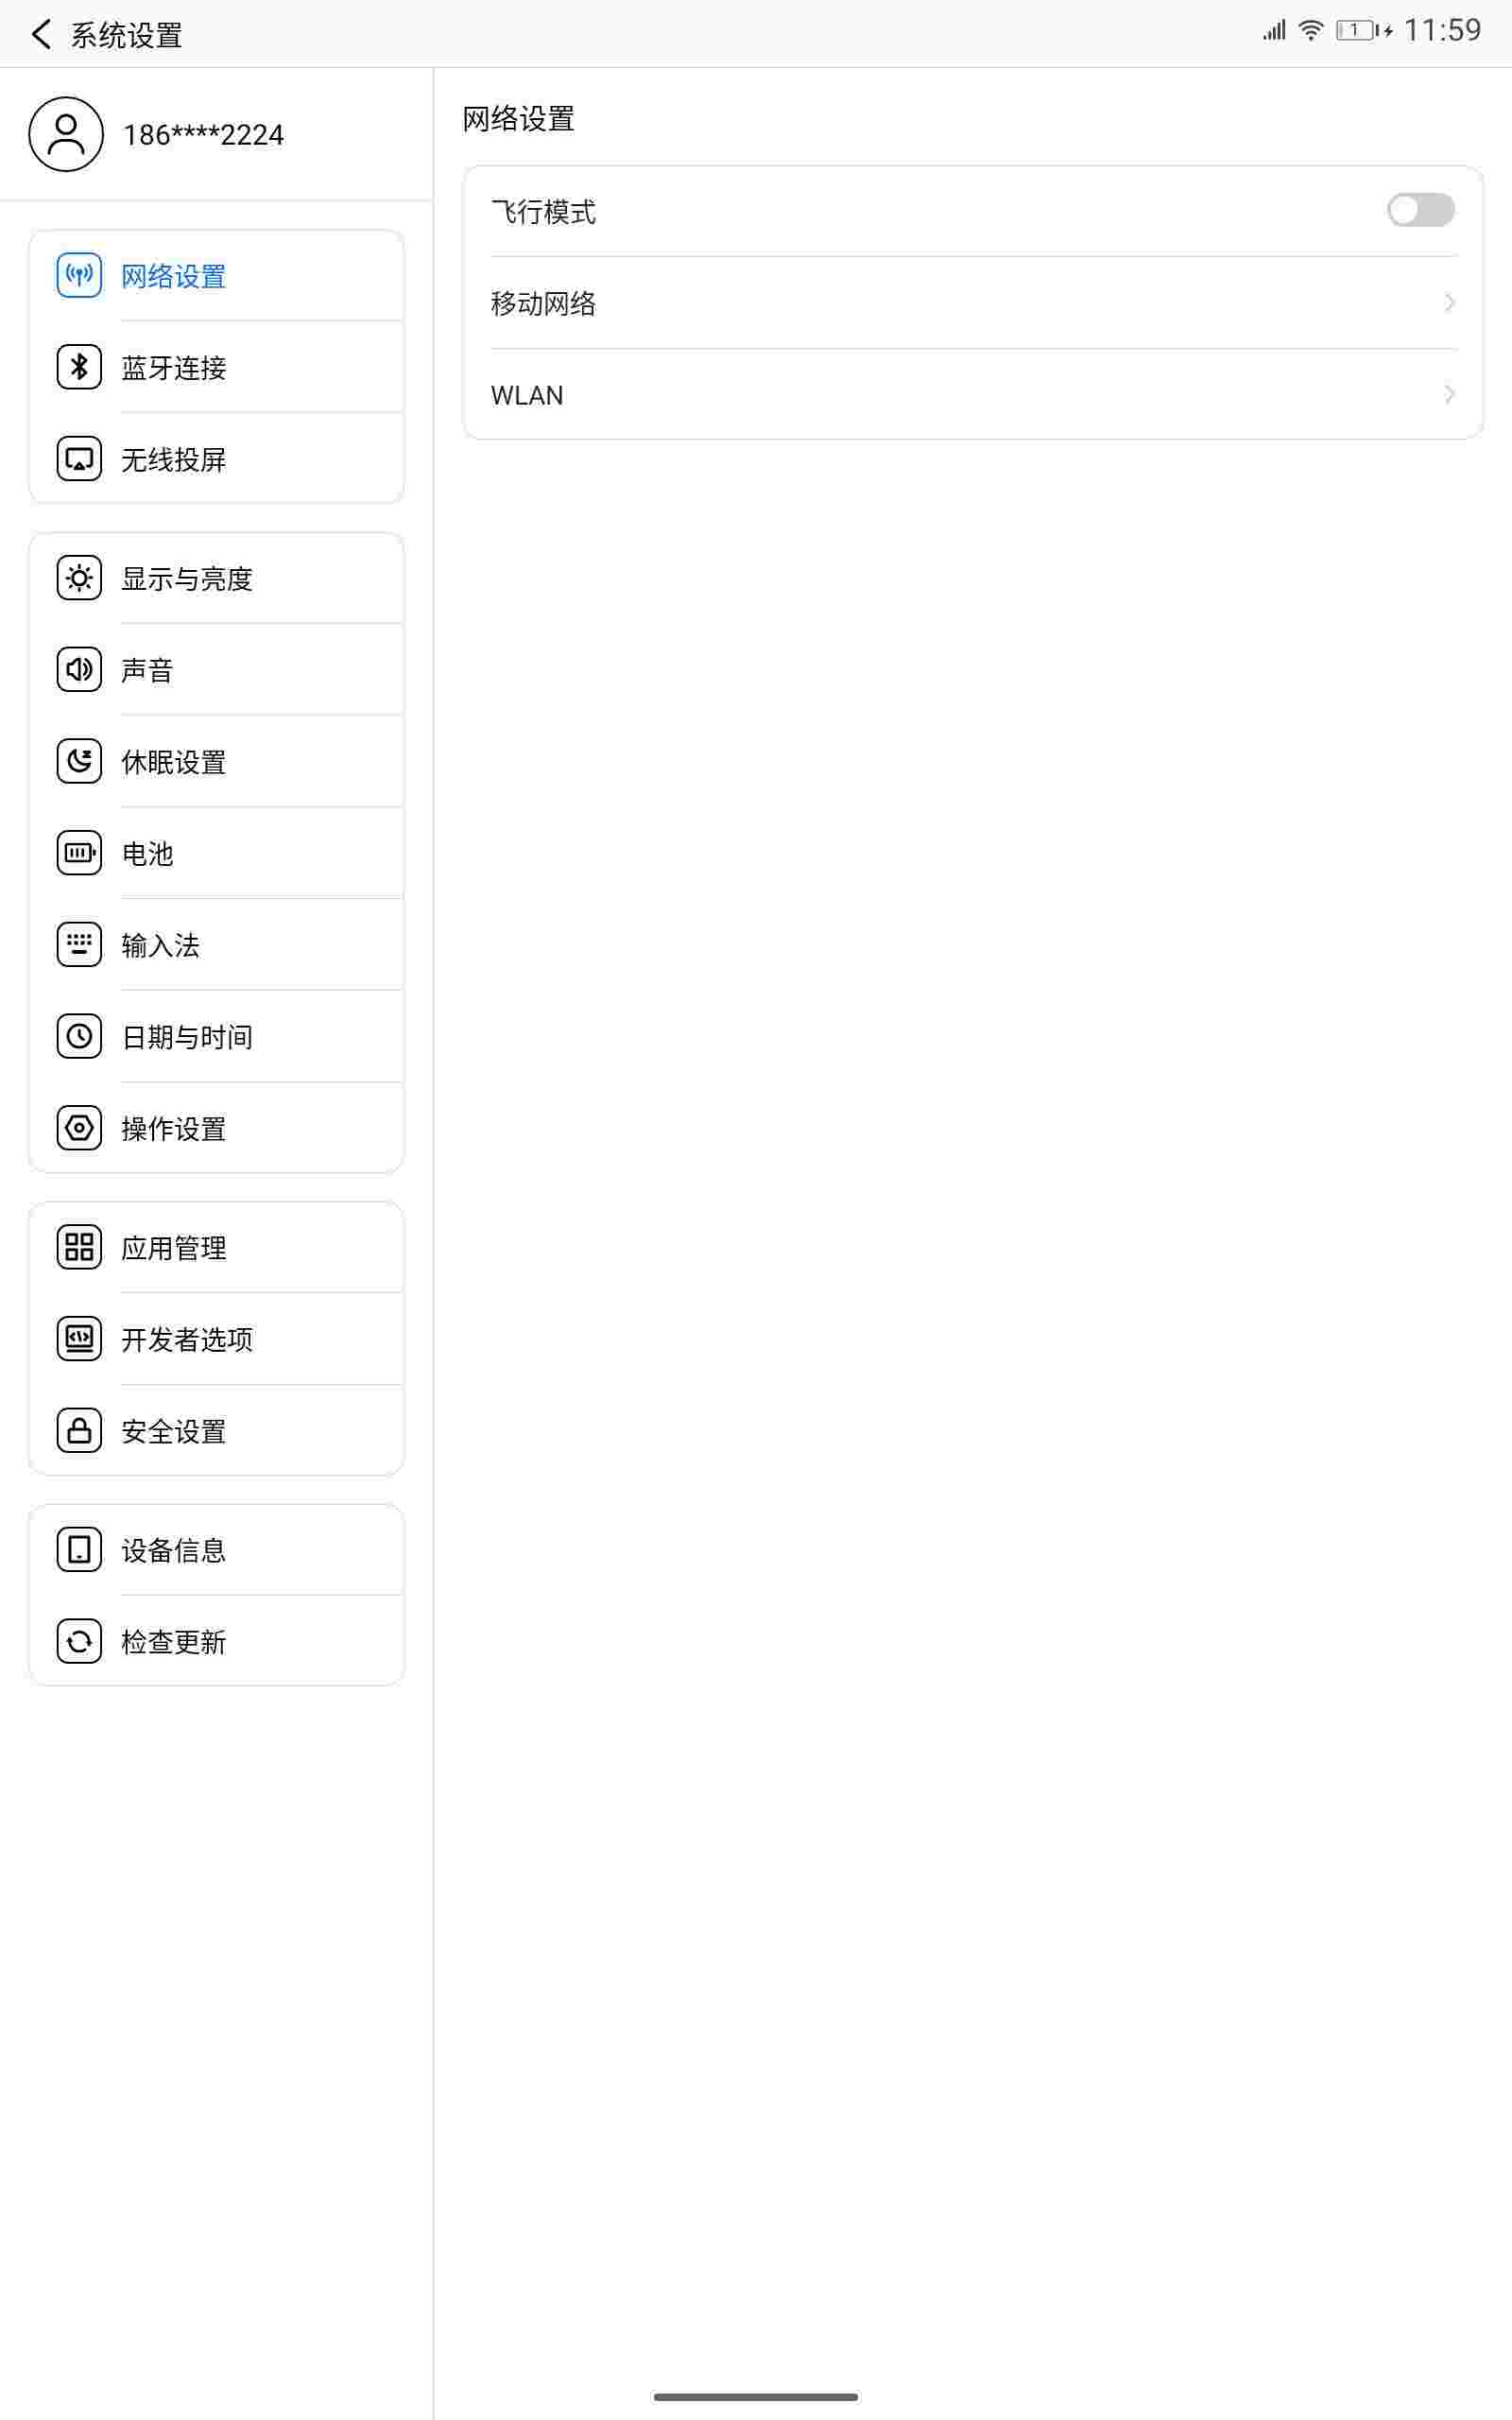 系统设置
1
11:59
186****2224
网络设置
蓝牙连接
无线投屏
显示与亮度
声音
休眠设置
电池
输入法
日期与时间
操作设置
应用管理
开发者选项
安全设置
设备信息
检查更新
网络设置
飞行模式
移动网络
WLAN